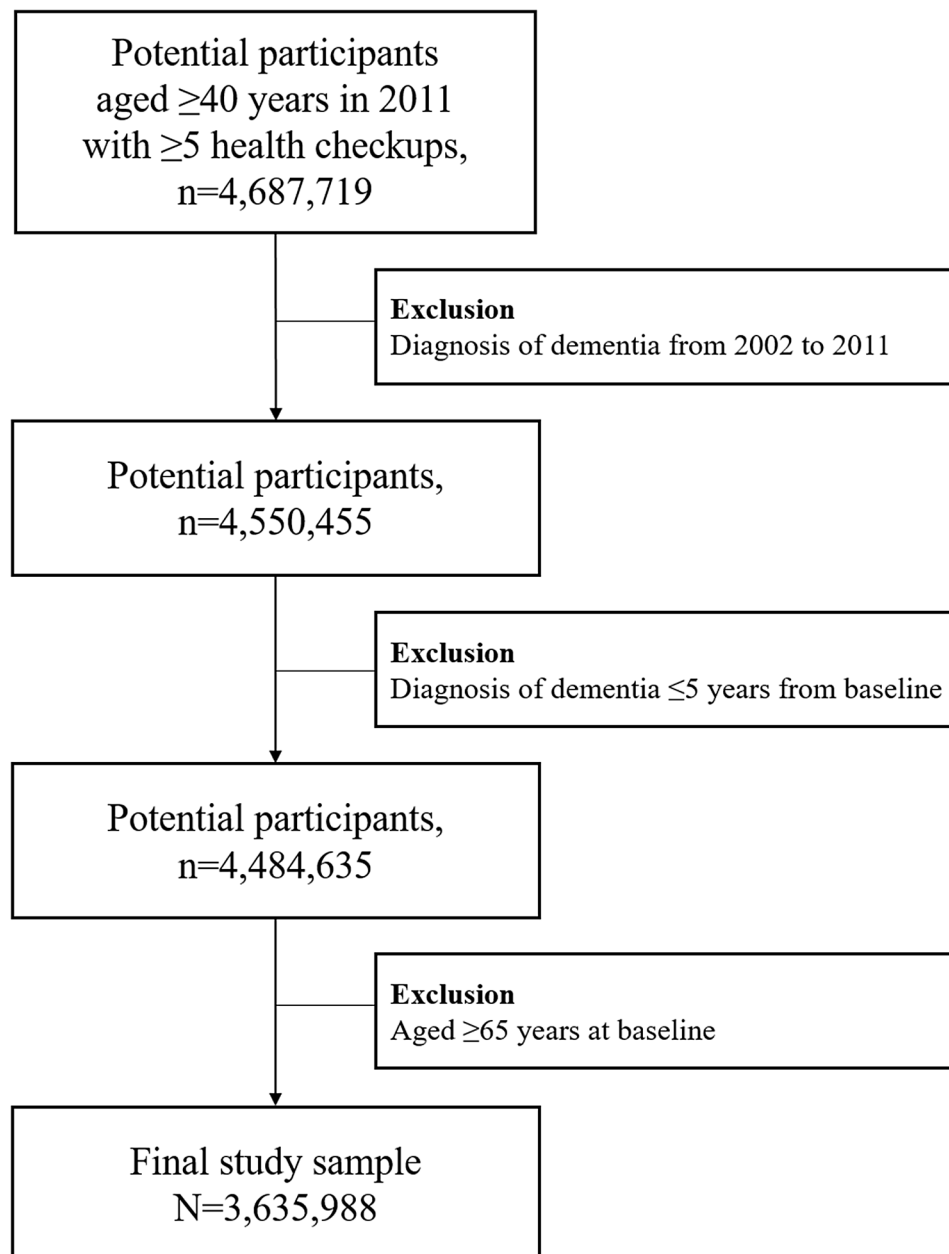 Potential participants
aged ≥40 years in 2011
with ≥5 health checkups,
n=4,687,719
Exclusion
Diagnosis of dementia from 2002 to 2011
Potential participants,
n=4,550,455
Exclusion
Diagnosis of dementia ≤5 years from baseline
Potential participants,
n=4,484,635
Exclusion
Aged ≥65 years at baseline
Final study sample
N=3,635,988